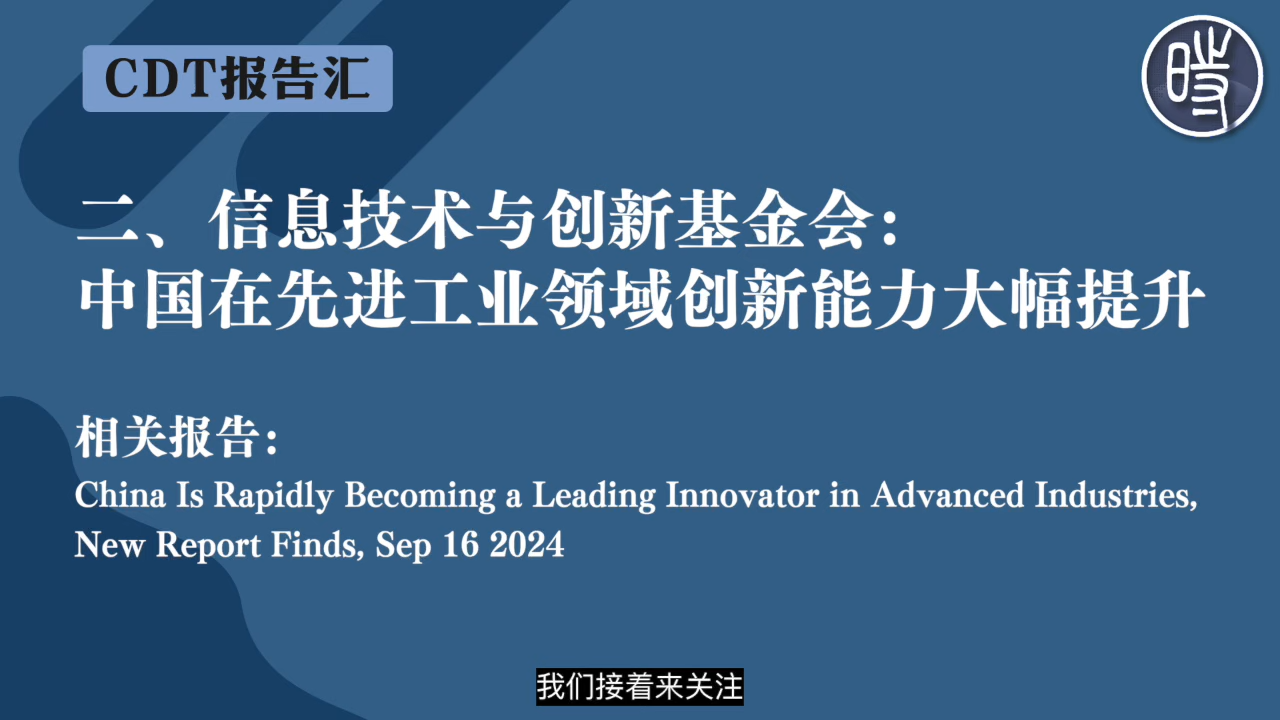 CDT报告汇
二、信息技术与创新基金会：
中国在先进工业领域创新能力大幅提升
相关报告：
China Is Rapidly Becoming a Leading Innovator in Advanced Industries,
New Report Finds, Sep 16 2024
我们接着来关注